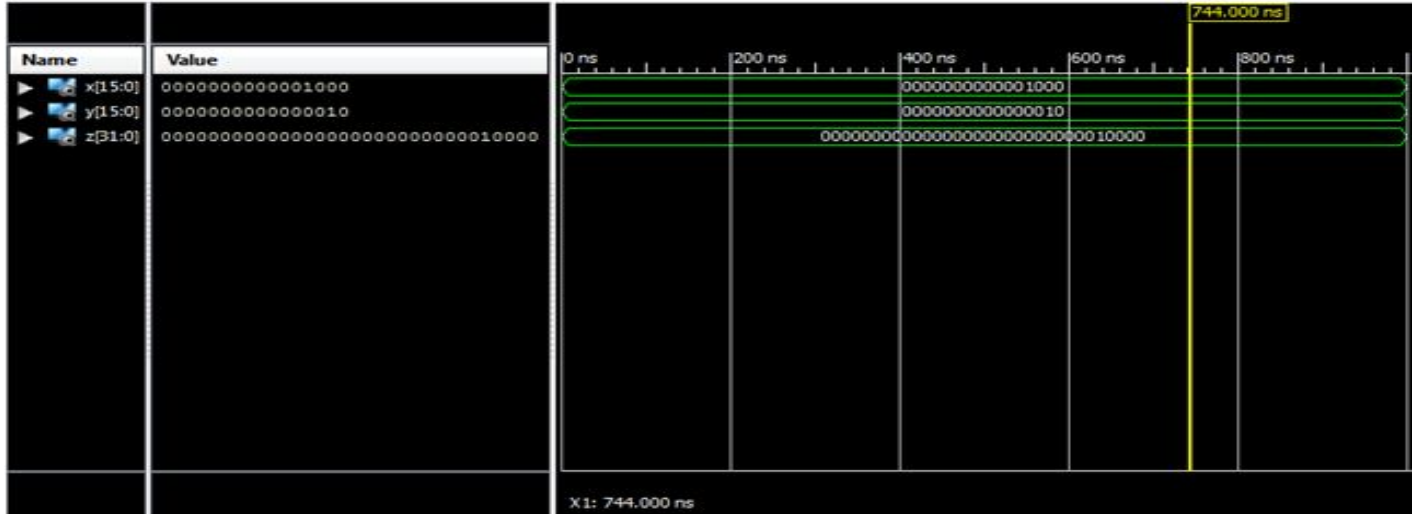 744.000 ns
Name Value 0 ns 200 ns 400 ns 600 ns 800 ns
x[15:0] 0000000000001000 0000000000001000
y[15:0] 0000000000000010 0000000000000010
z[31:0] 00000000000000000000000000010000 00000000000000000000000000010000
X1: 744.000 ns